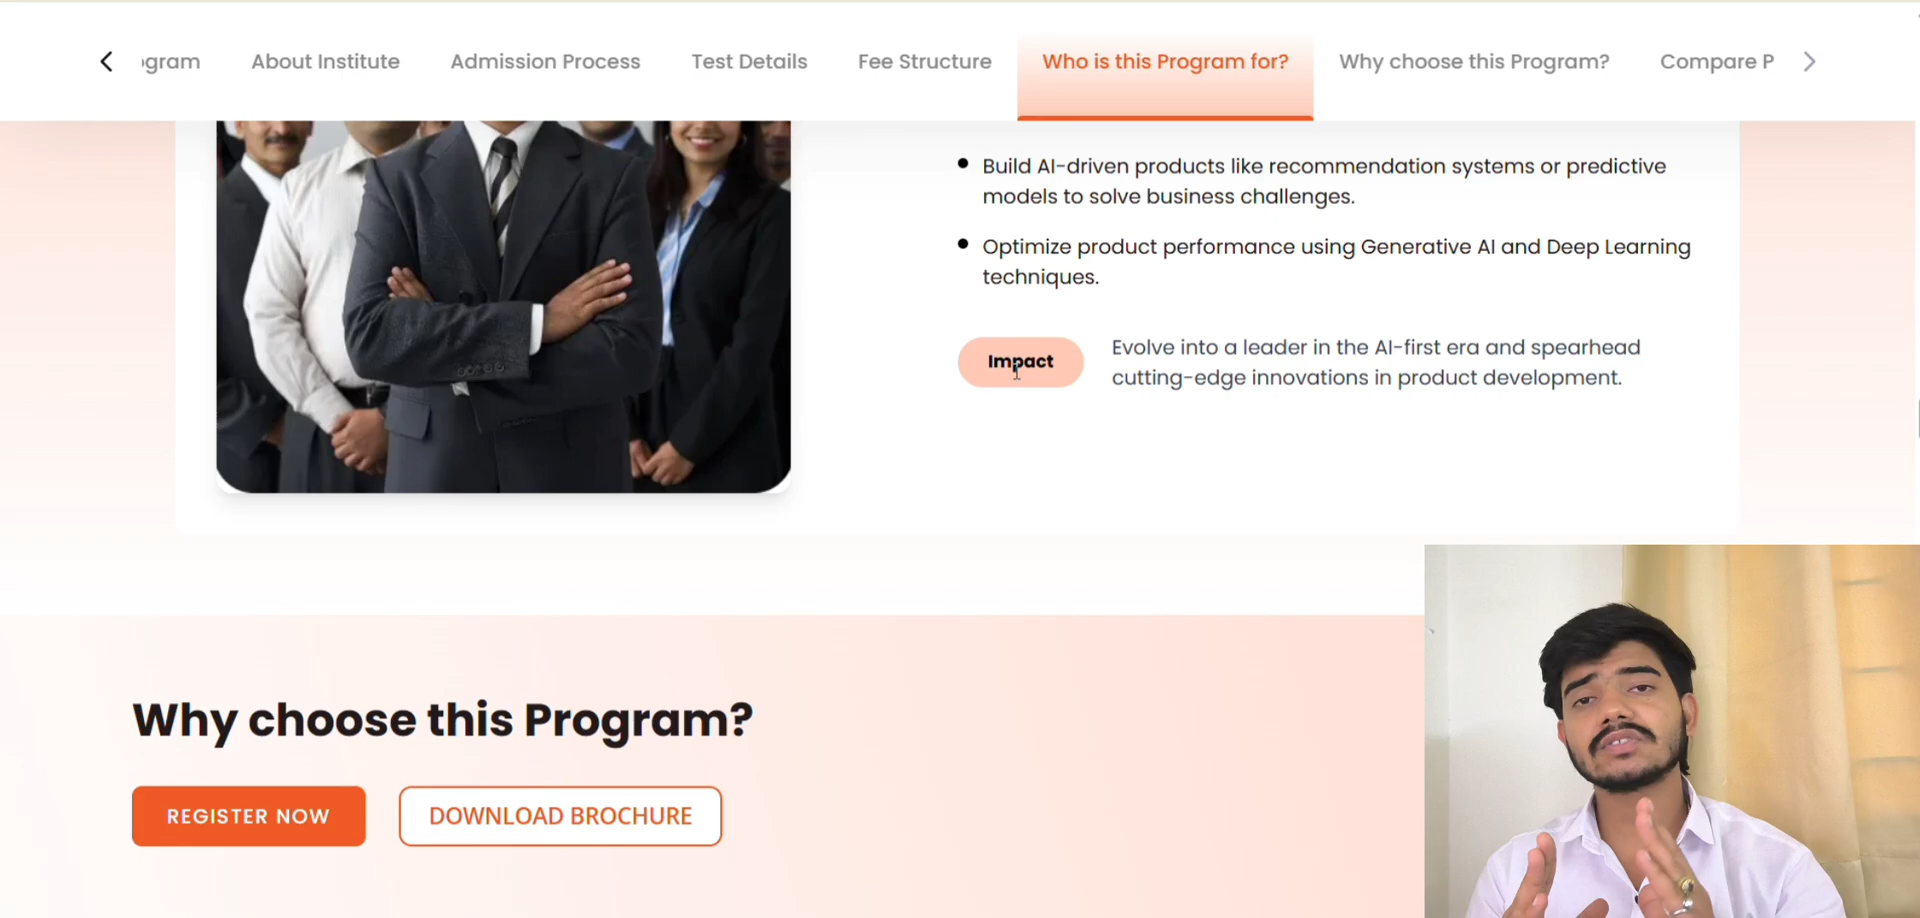 About Institute
Admission Process
Test Details
Fee Structure
Who is this Program for?
Why choose this Program?
Compare P
Build AI-driven products like recommendation systems or predictive
models to solve business challenges.
Optimize product performance using Generative AI and Deep Learning
techniques.
Impact
Evolve into a leader in the AI-first era and spearhead
cutting-edge innovations in product development.
Why choose this Program?
REGISTER NOW
DOWNLOAD BROCHURE